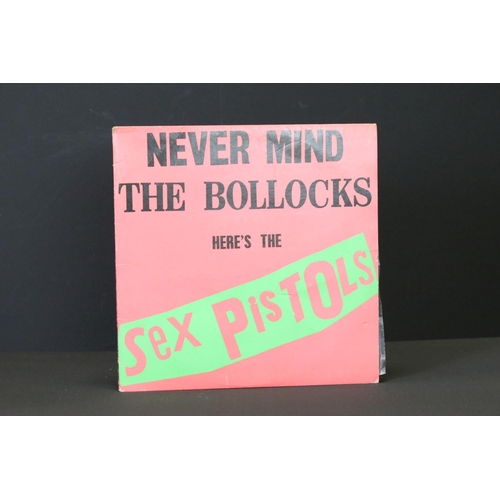 NEVER MIND
THE BOLLOCKS
HERE'S THE
Sex PisTOLs